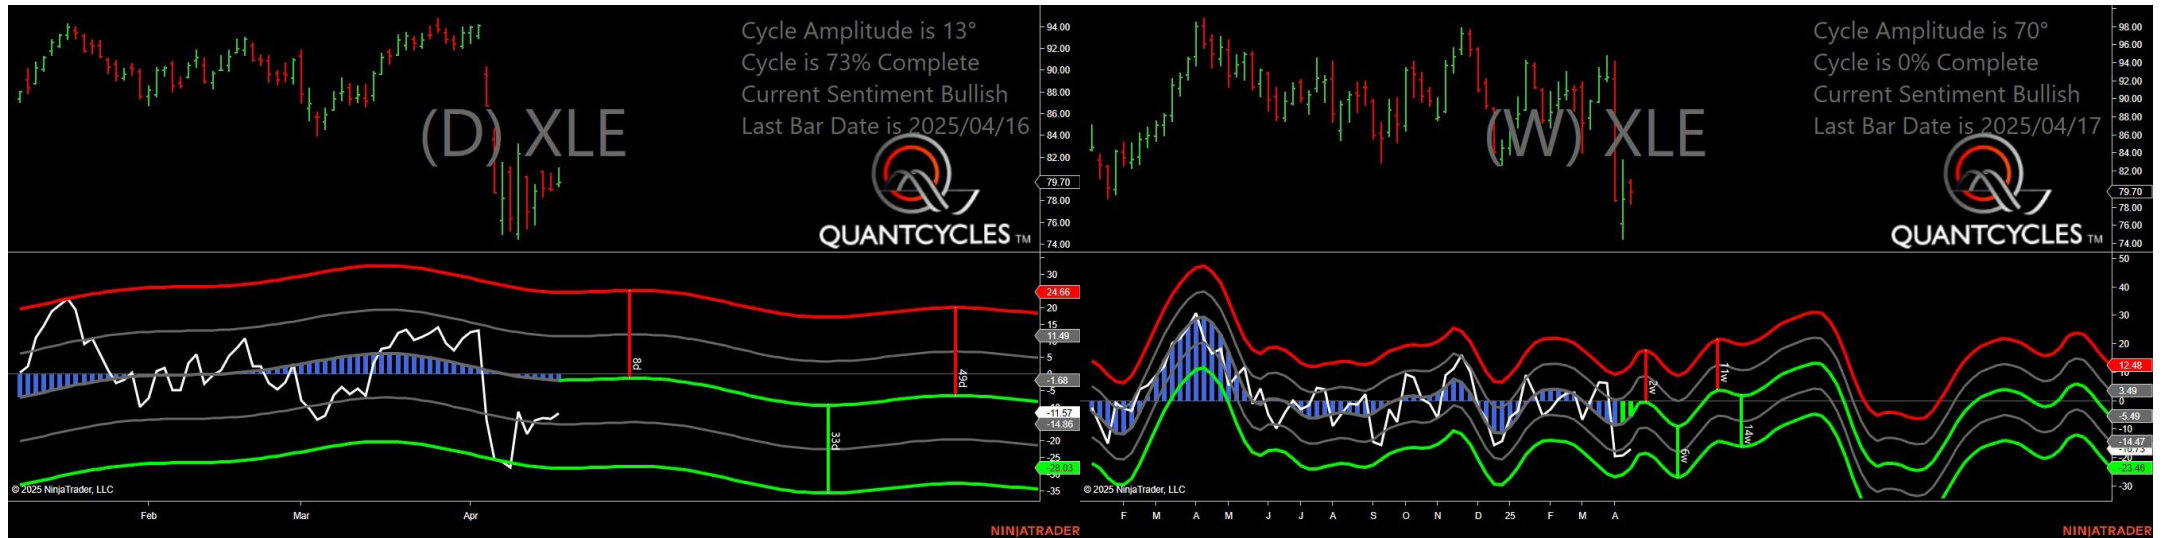 Cycle Amplitude is 13°
Cycle is 73% Complete
Current Sentiment Bullish
Last Bar Date is 2025/04/16
(D) XLE
QUANTCYCLES TM
94.00
92.00
90.00
88.00
86.00
84.00
82.00
79.70
78.00
76.00
74.00
30
24.66
20
15
11.49
5
0
-1.68
-5
-11.57
-14.86
-20
-25
-28.03
-35
8d
33d
49d
© 2025 NinjaTrader, LLC
Feb Mar Apr
NINJATRADER
Cycle Amplitude is 70°
Cycle is 0% Complete
Current Sentiment Bullish
Last Bar Date is 2025/04/17
(W) XLE
QUANTCYCLES TM
98.00
96.00
94.00
92.00
90.00
88.00
86.00
84.00
82.00
79.70
78.00
76.00
74.00
50
40
30
20
12.48
10
3.49
0
-5.49
-10
-14.47
-23.46
-30
2w
6w
11w
14w
© 2025 NinjaTrader, LLC
F M A M J J A S O N D 25 F M A
NINJATRADER